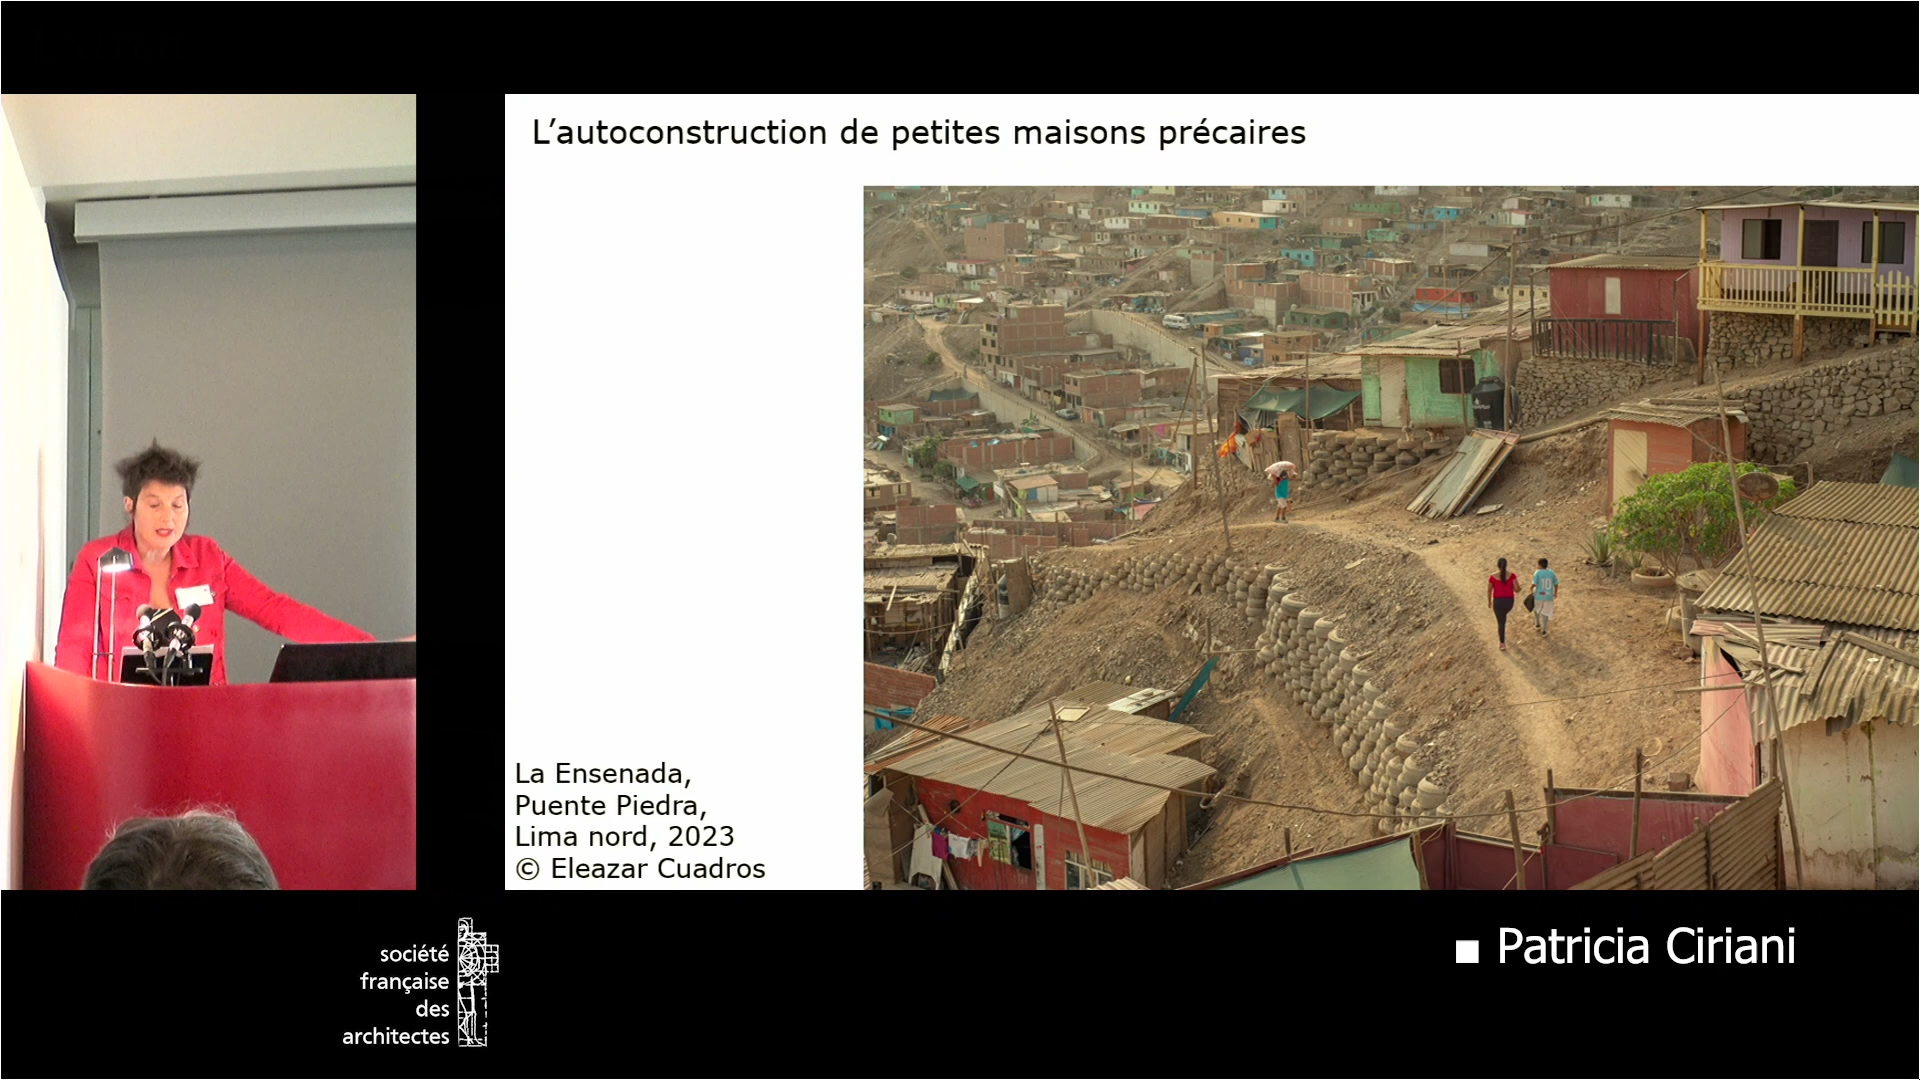 L’autoconstruction de petites maisons précaires
La Ensenada,
Puente Piedra,
Lima nord, 2023
© Eleazar Cuadros
société
française
des
architectes
■ Patricia Ciriani
10